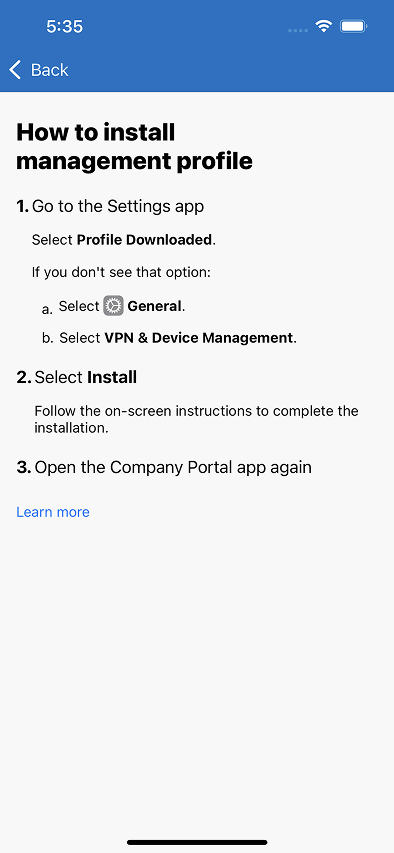 5:35
Back
How to install
management profile
1. Go to the Settings app
Select Profile Downloaded.
If you don't see that option:
a. Select General.
b. Select VPN & Device Management.
2. Select Install
Follow the on-screen instructions to complete the
installation.
3. Open the Company Portal app again
Learn more